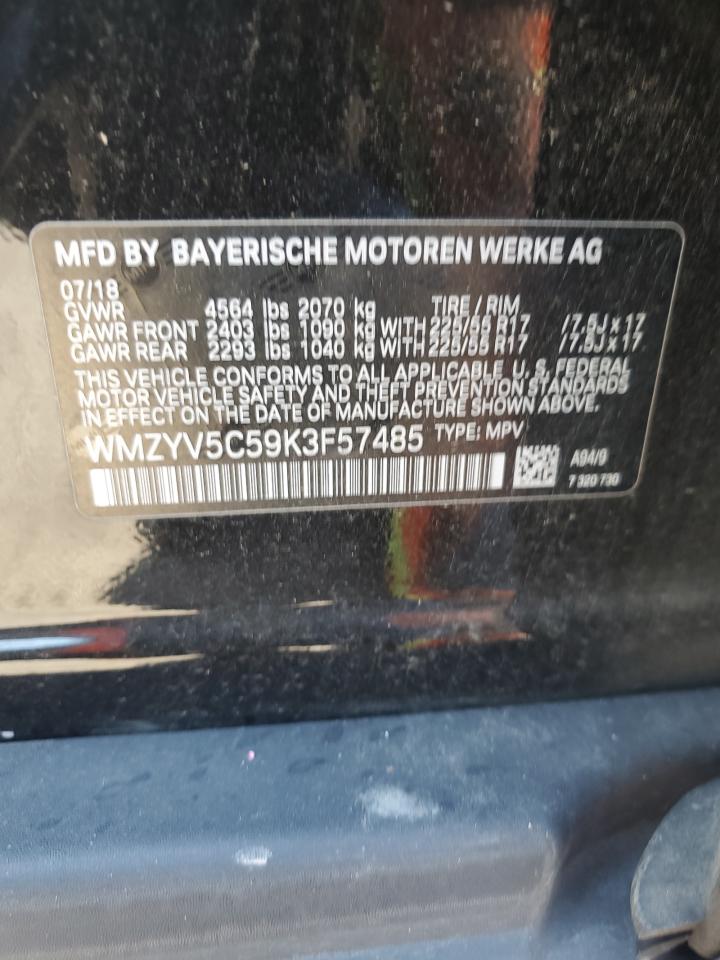 MFD BY BAYERISCHE MOTOREN WERKE AG
07/18
GVWR 4564 lbs 2070 kg TIRE / RIM
GAWR FRONT 2403 lbs 1090 kg WITH 225/55 R17 /7.5J x 17
GAWR REAR 2293 lbs 1040 kg WITH 225/55 R17 /7.5J x 17
THIS VEHICLE CONFORMS TO ALL APPLICABLE U. S. FEDERAL
MOTOR VEHICLE SAFETY AND THEFT PREVENTION STANDARDS
IN EFFECT ON THE DATE OF MANUFACTURE SHOWN ABOVE.
WMZYV5C59K3F57485 TYPE: MPV
A94/9
7 320 730